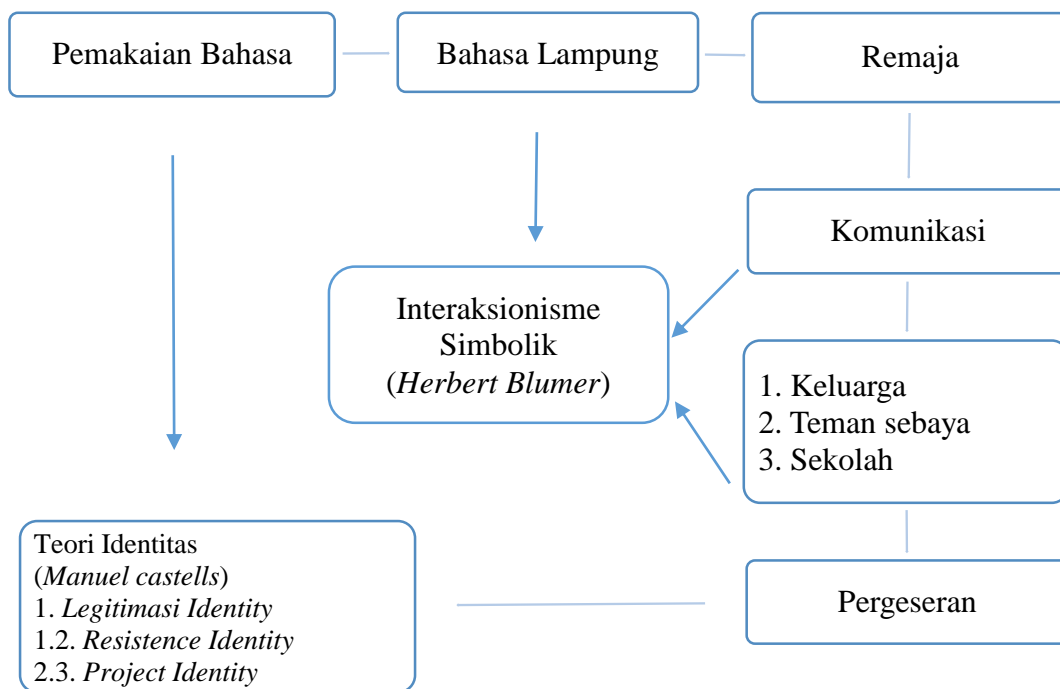 Pemakaian Bahasa
Bahasa Lampung
Remaja
Komunikasi
Interaksionisme
Simbolik
(Herbert Blumer)
1. Keluarga
2. Teman sebaya
3. Sekolah
Teori Identitas
(Manuel castells)
1. Legitimasi Identity
1.2. Resistence Identity
2.3. Project Identity
Pergeseran